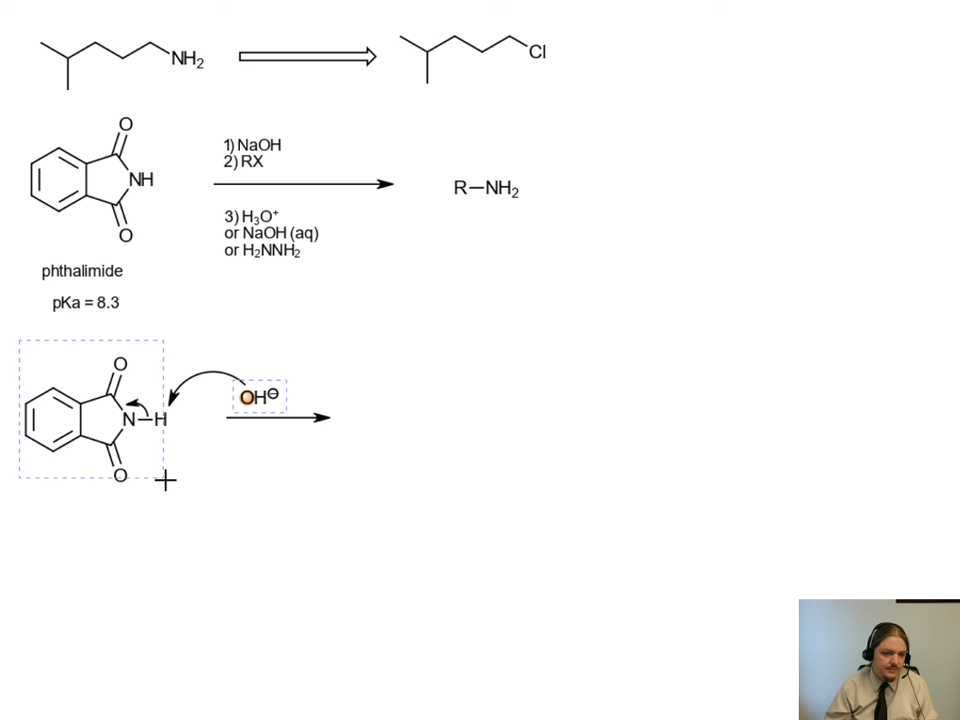 NH₂
Cl
O
NH
O
1) NaOH
2) RX
3) H₃O⁺
or NaOH (aq)
or H₂NNH₂
R—NH₂
phthalimide
pKa = 8.3
O
N—H
O
OH⊖